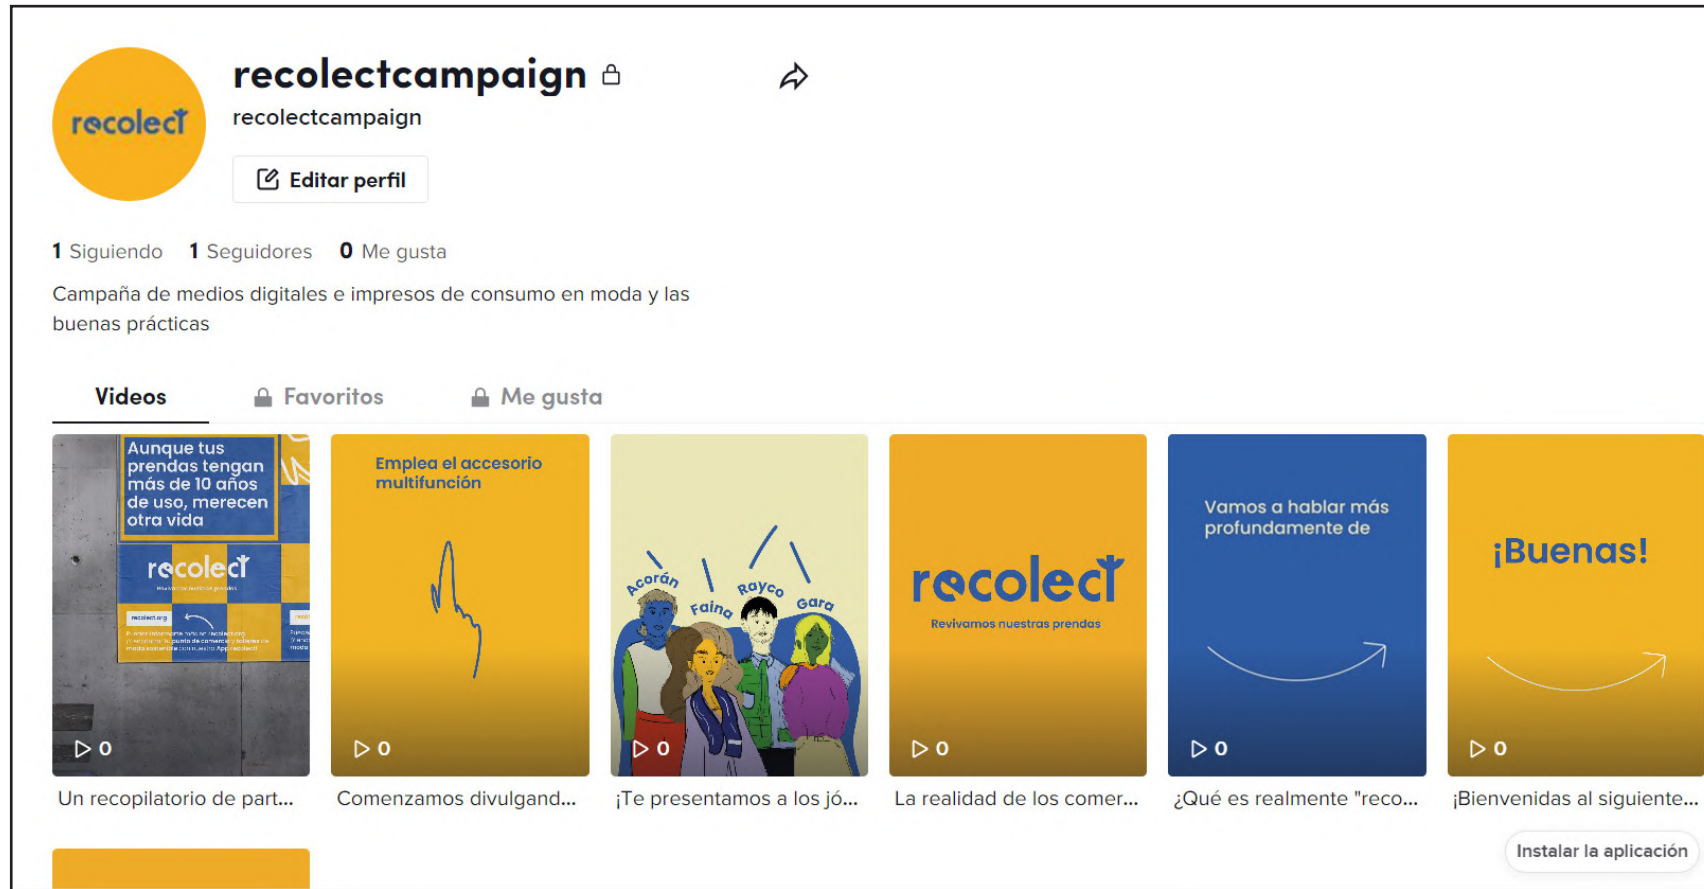 recolect
recolectcampaign
recolectcampaign
Editar perfil
1 Siguiendo 1 Seguidores 0 Me gusta
Campaña de medios digitales e impresos de consumo en moda y las
buenas prácticas
Videos Favoritos Me gusta
Aunque tus
prendas tengan
más de 10 años
de uso, merecen
otra vida
recolect
recolect.org
0
Un recopilatorio de part...
Emplea el accesorio
multifunción
0
Comenzamos divulgand...
Acorán
Faina
Rayco
Gara
0
¡Te presentamos a los jó...
recolect
Revivamos nuestras prendas
0
La realidad de los comer...
Vamos a hablar más
profundamente de
0
¿Qué es realmente "reco...
¡Buenas!
0
¡Bienvenidas al siguiente...
Instalar la aplicación